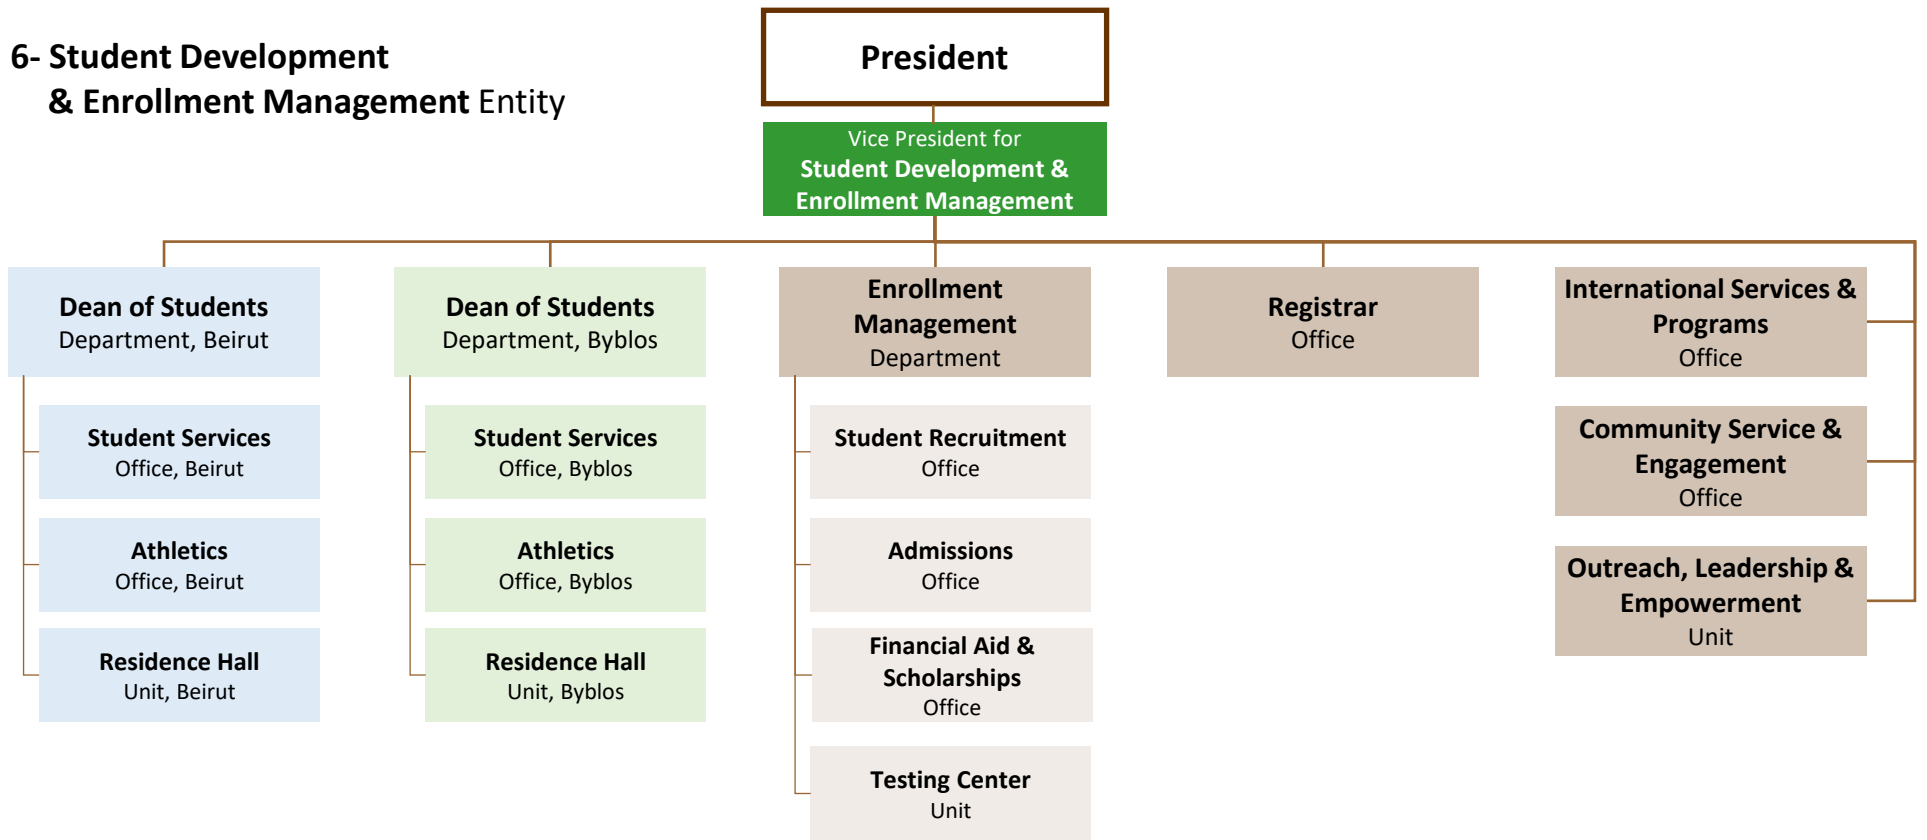 6- Student Development
& Enrollment Management Entity
President
Vice President for
Student Development &
Enrollment Management
Dean of Students
Department, Beirut
Student Services
Office, Beirut
Athletics
Office, Beirut
Residence Hall
Unit, Beirut
Dean of Students
Department, Byblos
Student Services
Office, Byblos
Athletics
Office, Byblos
Residence Hall
Unit, Byblos
Enrollment
Management
Department
Student Recruitment
Office
Admissions
Office
Financial Aid &
Scholarships
Office
Testing Center
Unit
Registrar
Office
International Services &
Programs
Office
Community Service &
Engagement
Office
Outreach, Leadership &
Empowerment
Unit